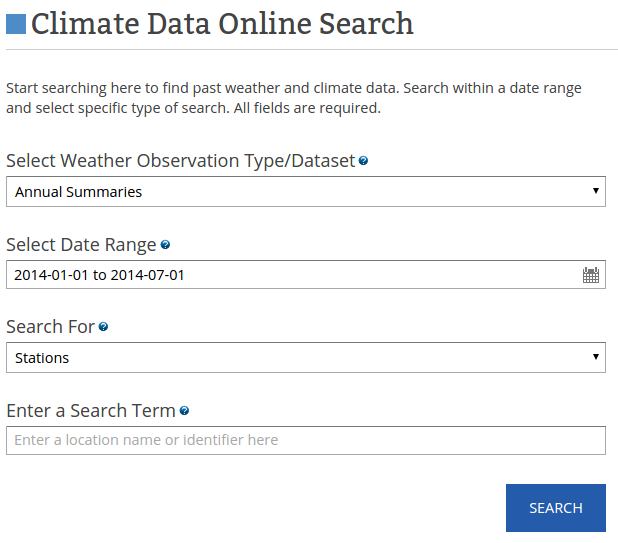 Climate Data Online Search
Start searching here to find past weather and climate data. Search within a date range
and select specific type of search. All fields are required.
Select Weather Observation Type/Dataset ?
Annual Summaries
Select Date Range ?
2014-01-01 to 2014-07-01
Search For ?
Stations
Enter a Search Term ?
Enter a location name or identifier here
SEARCH